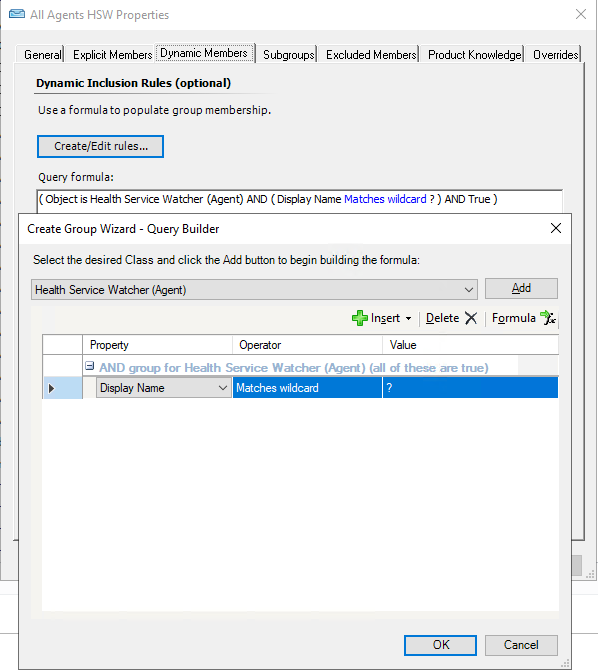 All Agents HSW Properties
General Explicit Members Dynamic Members Subgroups Excluded Members Product Knowledge Overrides
Dynamic Inclusion Rules (optional)
Use a formula to populate group membership.
Create/Edit rules...
Query formula:
( Object is Health Service Watcher (Agent) AND ( Display Name Matches wildcard ? ) AND True )
Create Group Wizard - Query Builder
Select the desired Class and click the Add button to begin building the formula:
Health Service Watcher (Agent) Add
Insert Delete Formula
Property Operator Value
AND group for Health Service Watcher (Agent) (all of these are true)
Display Name Matches wildcard ?
OK Cancel